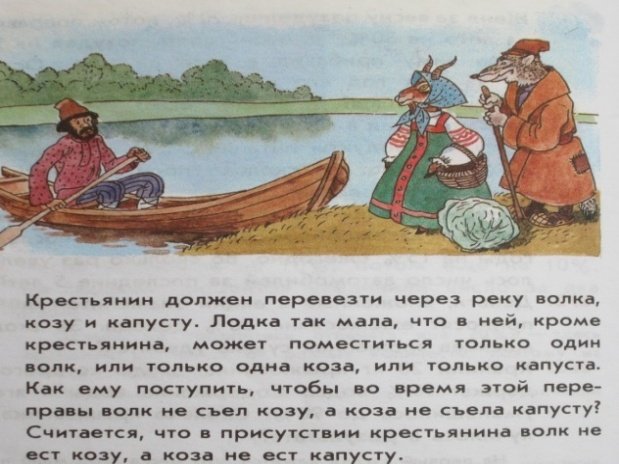 Крестьянин должен перевезти через реку волка,
козу и капусту. Лодка так мала, что в ней, кроме
крестьянина, может поместиться только один
волк, или только одна коза, или только капуста.
Как ему поступить, чтобы во время этой пере-
правы волк не съел козу, а коза не съела капусту?
Считается, что в присутствии крестьянина волк не
ест козу, а коза не ест капусту.